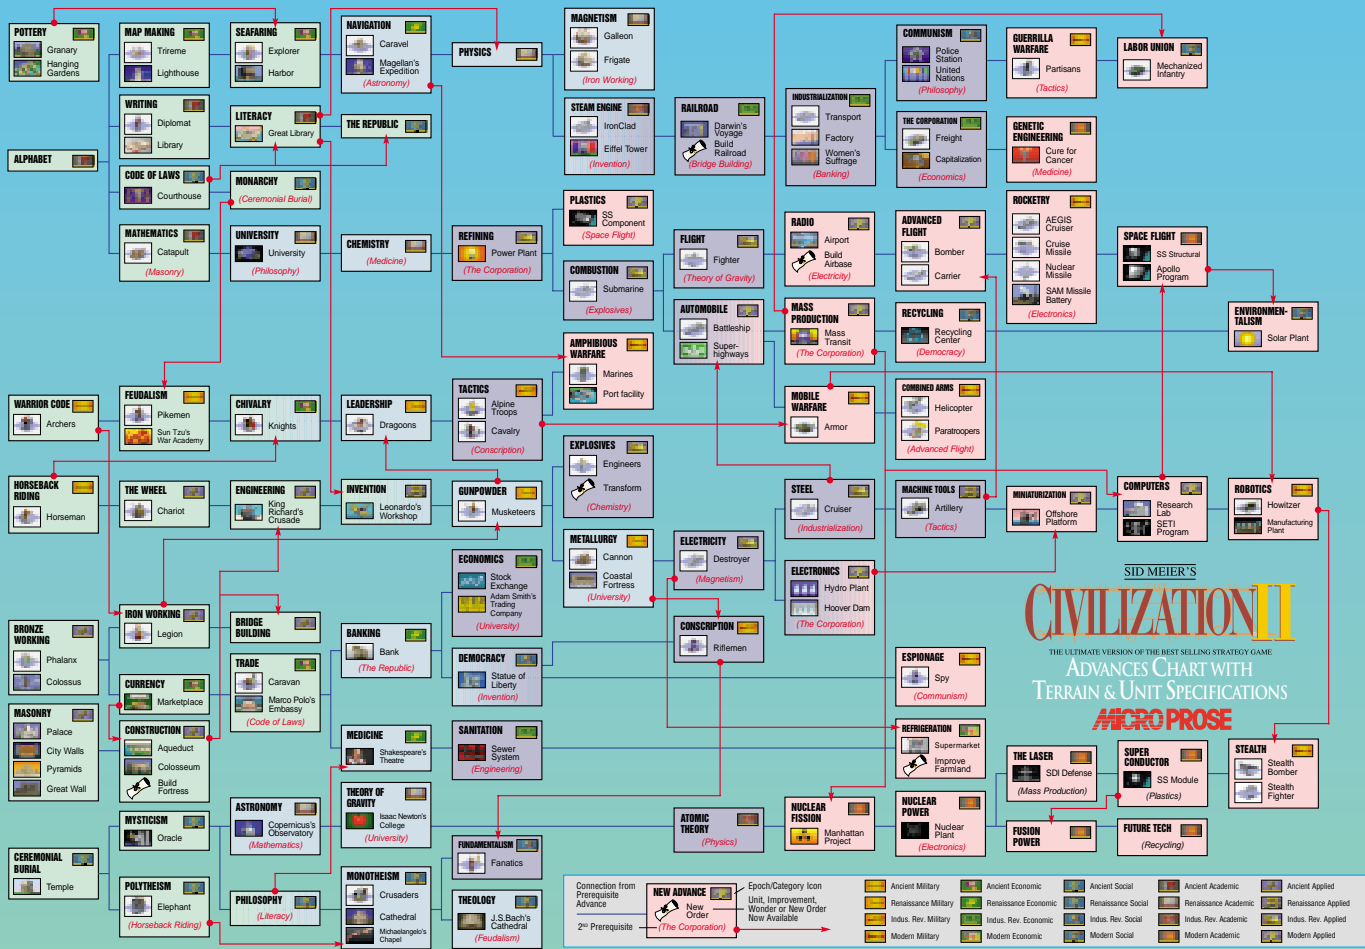 POTTERY
Granary
Hanging
Gardens
ALPHABET
WARRIOR CODE
Archers
HORSEBACK
RIDING
Horseman
BRONZE
WORKING
Phalanx
Colossus
MASONRY
Palace
City Walls
Pyramids
Great Wall
CEREMONIAL
BURIAL
Temple
MAP MAKING
Trireme
Lighthouse
WRITING
Diplomat
Library
CODE OF LAWS
Courthouse
MATHEMATICS
Catapult
(Masonry)
FEUDALISM
Pikemen
Sun Tzu's
War Academy
THE WHEEL
Chariot
IRON WORKING
Legion
CURRENCY
Marketplace
CONSTRUCTION
Aqueduct
Colosseum
Build
Fortress
MYSTICISM
Oracle
POLYTHEISM
Elephant
(Horseback Riding)
SEAFARING
Explorer
Harbor
LITERACY
Great Library
MONARCHY
(Ceremonial Burial)
UNIVERSITY
University
(Philosophy)
CHIVALRY
Knights
ENGINEERING
King
Richard's
Crusade
BRIDGE
BUILDING
TRADE
Caravan
Marco Polo's
Embassy
(Code of Laws)
ASTRONOMY
Copernicus's
Observatory
(Mathematics)
PHILOSOPHY
(Literacy)
NAVIGATION
Caravel
Magellan's
Expedition
(Astronomy)
THE REPUBLIC
CHEMISTRY
(Medicine)
LEADERSHIP
Dragoons
INVENTION
Leonardo's
Workshop
BANKING
Bank
(The Republic)
MEDICINE
Shakespeare's
Theatre
THEORY OF
GRAVITY
Isaac Newton's
College
(University)
MONOTHEISM
Crusaders
Cathedral
Michaelangelo's
Chapel
PHYSICS
REFINING
Power Plant
(The Corporation)
TACTICS
Alpine
Troops
Cavalry
(Conscription)
GUNPOWDER
Musketeers
ECONOMICS
Stock
Exchange
Adam Smith's
Trading
Company
(University)
DEMOCRACY
Statue of
Liberty
(Invention)
SANITATION
Sewer
System
(Engineering)
FUNDAMENTALISM
Fanatics
THEOLOGY
J.S.Bach's
Cathedral
(Feudalism)
MAGNETISM
Galleon
Frigate
(Iron Working)
STEAM ENGINE
IronClad
Eiffel Tower
(Invention)
PLASTICS
SS
Component
(Space Flight)
COMBUSTION
Submarine
(Explosives)
AMPHIBIOUS
WARFARE
Marines
Port facility
EXPLOSIVES
Engineers
Transform
(Chemistry)
METALLURGY
Cannon
Coastal
Fortress
(University)
RAILROAD
Darwin's
Voyage
Build
Railroad
(Bridge Building)
FLIGHT
Fighter
(Theory of Gravity)
AUTOMOBILE
Battleship
Super-
highways
ELECTRICITY
Destroyer
(Magnetism)
CONSCRIPTION
Riflemen
ATOMIC
THEORY
(Physics)
INDUSTRIALIZATION
Transport
Factory
Women's
Suffrage
(Banking)
RADIO
Airport
Build
Airbase
(Electricity)
MASS
PRODUCTION
Mass
Transit
(The Corporation)
MOBILE
WARFARE
Armor
STEEL
Cruiser
(Industrialization)
ELECTRONICS
Hydro Plant
Hoover Dam
(The Corporation)
NUCLEAR
FISSION
Manhattan
Project
COMMUNISM
Police
Station
United
Nations
(Philosophy)
THE CORPORATION
Freight
Capitalization
(Economics)
ADVANCED
FLIGHT
Bomber
Carrier
RECYCLING
Recycling
Center
(Democracy)
COMBINED ARMS
Helicopter
Paratroopers
(Advanced Flight)
MACHINE TOOLS
Artillery
(Tactics)
ESPIONAGE
Spy
(Communism)
REFRIGERATION
Supermarket
Improve
Farmland
NUCLEAR
POWER
Nuclear
Plant
(Electronics)
GUERRILLA
WARFARE
Partisans
(Tactics)
GENETIC
ENGINEERING
Cure for
Cancer
(Medicine)
ROCKETRY
AEGIS
Cruiser
Cruise
Missile
Nuclear
Missile
SAM Missile
Battery
(Electronics)
MINIATURIZATION
Offshore
Platform
THE LASER
SDI Defense
(Mass Production)
FUSION
POWER
LABOR UNION
Mechanized
Infantry
SPACE FLIGHT
SS Structural
Apollo
Program
COMPUTERS
Research
Lab
SETI
Program
SUPER
CONDUCTOR
SS Module
(Plastics)
FUTURE TECH
(Recycling)
ENVIRONMEN-
TALISM
Solar Plant
ROBOTICS
Howitzer
Manufacturing
Plant
STEALTH
Stealth
Bomber
Stealth
Fighter
SID MEIER'S
CIVILIZATION II
THE ULTIMATE VERSION OF THE BEST SELLING STRATEGY GAME
ADVANCES CHART WITH
TERRAIN & UNIT SPECIFICATIONS
MICRO PROSE
Connection from
Prerequisite
Advance
2ND Prerequisite
NEW ADVANCE
New
Order
(The Corporation)
Epoch/Category Icon
Unit, Improvement,
Wonder or New Order
Now Available
Ancient Military
Ancient Economic
Ancient Social
Ancient Academic
Ancient Applied
Renaissance Military
Renaissance Economic
Renaissance Social
Renaissance Academic
Renaissance Applied
Indus. Rev. Military
Indus. Rev. Economic
Indus. Rev. Social
Indus. Rev. Academic
Indus. Rev. Applied
Modern Military
Modern Economic
Modern Social
Modern Academic
Modern Applied